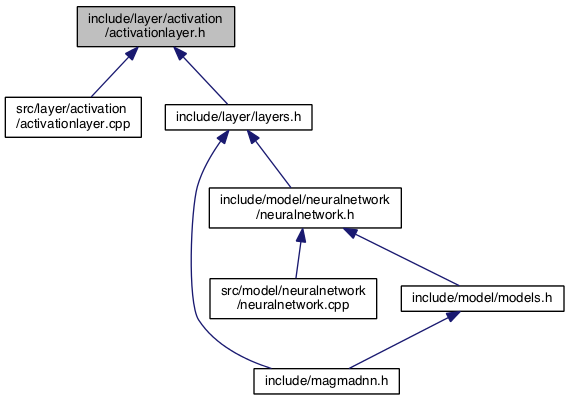 include/layer/activation
/activationlayer.h
src/layer/activation
/activationlayer.cpp
include/layer/layers.h
include/model/neuralnetwork
/neuralnetwork.h
src/model/neuralnetwork
/neuralnetwork.cpp
include/model/models.h
include/magmadnn.h